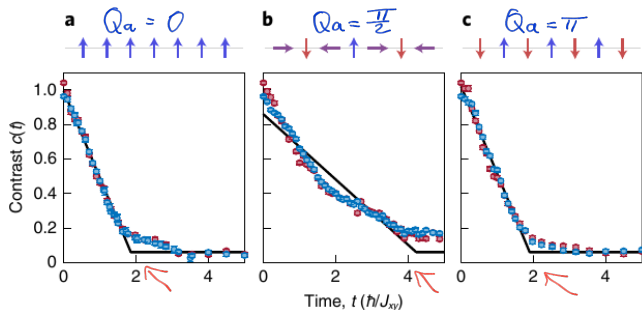 a Qa = 0
b Qa = π/2
c Qa = π
Contrast c(t)
1.0
0.8
0.6
0.4
0.2
0
0 2 4
0 2 4
0 2 4
Time, t (ħ/Jxy)